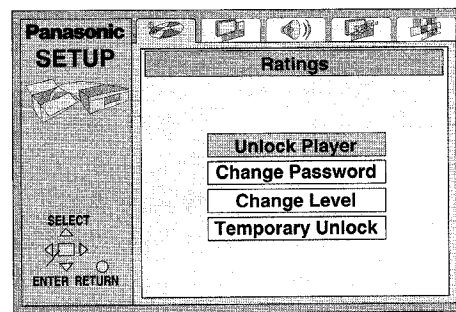 Panasonic
SETUP
Ratings
Unlock Player
Change Password
Change Level
Temporary Unlock
SELECT
ENTER RETURN